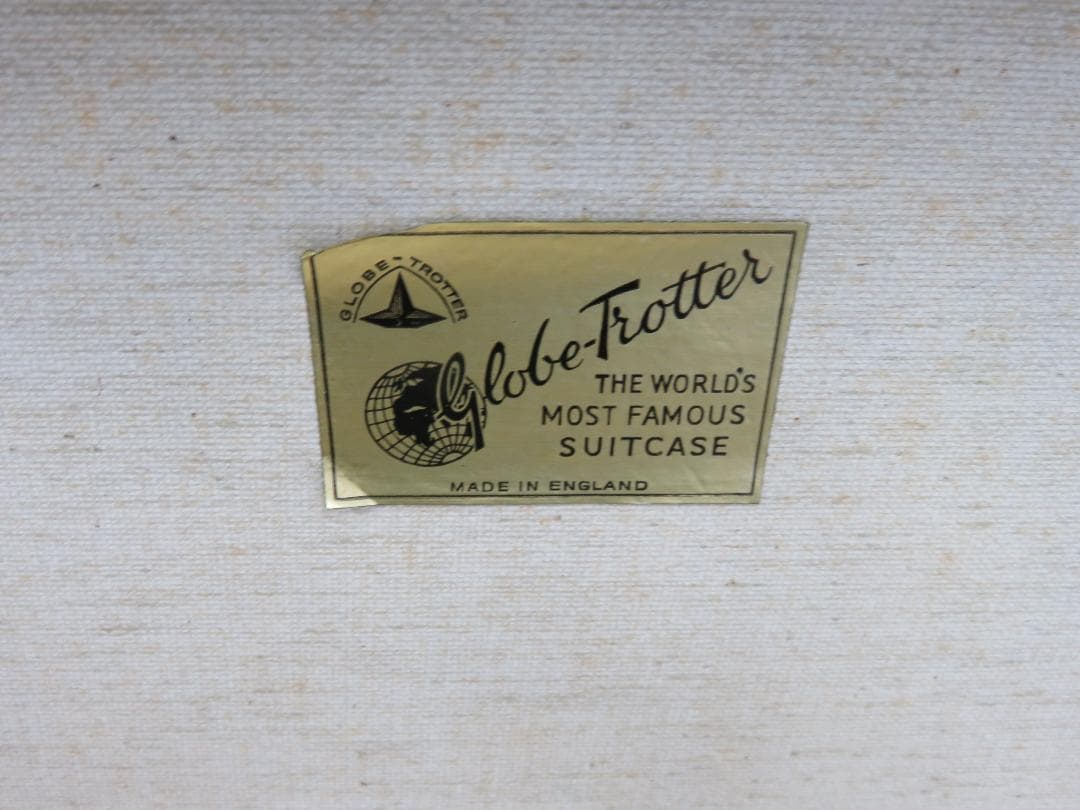 GLOBE-TROTTER
Globe-Trotter
THE WORLD'S
MOST FAMOUS
SUITCASE
MADE IN ENGLAND